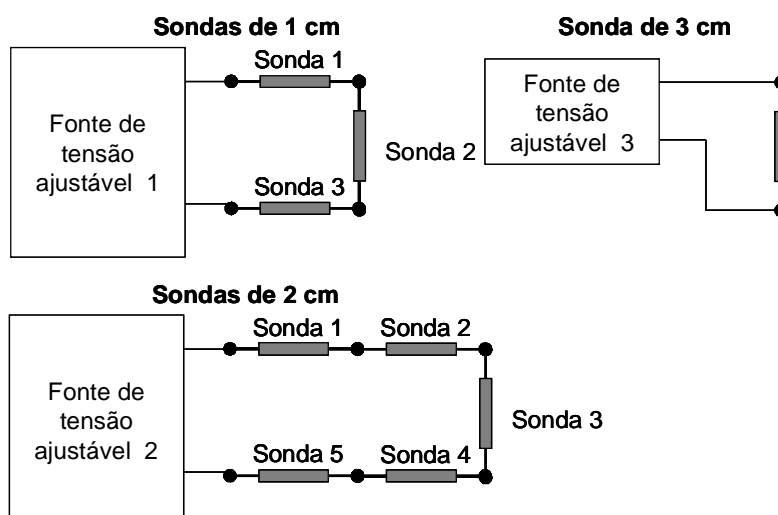 Sondas de 1 cm
Sonda 1
Fonte de
tensão
ajustável 1
Sonda 2
Sonda 3
Sonda de 3 cm
Fonte de
tensão
ajustável 3
Sondas de 2 cm
Sonda 1 Sonda 2
Fonte de
tensão
ajustável 2
Sonda 3
Sonda 5 Sonda 4